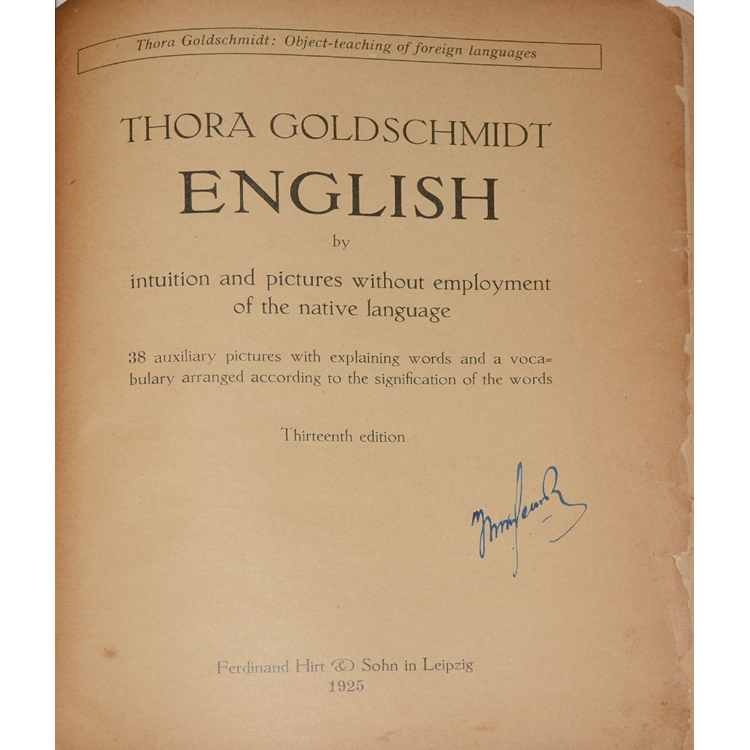 Thora Goldschmidt: Object-teaching of foreign languages
THORA GOLDSCHMIDT
ENGLISH
by
intuition and pictures without employment
of the native language
38 auxiliary pictures with explaining words and a voca=
bulary arranged according to the signification of the words
Thirteenth edition
Ferdinand Hirt & Sohn in Leipzig
1925